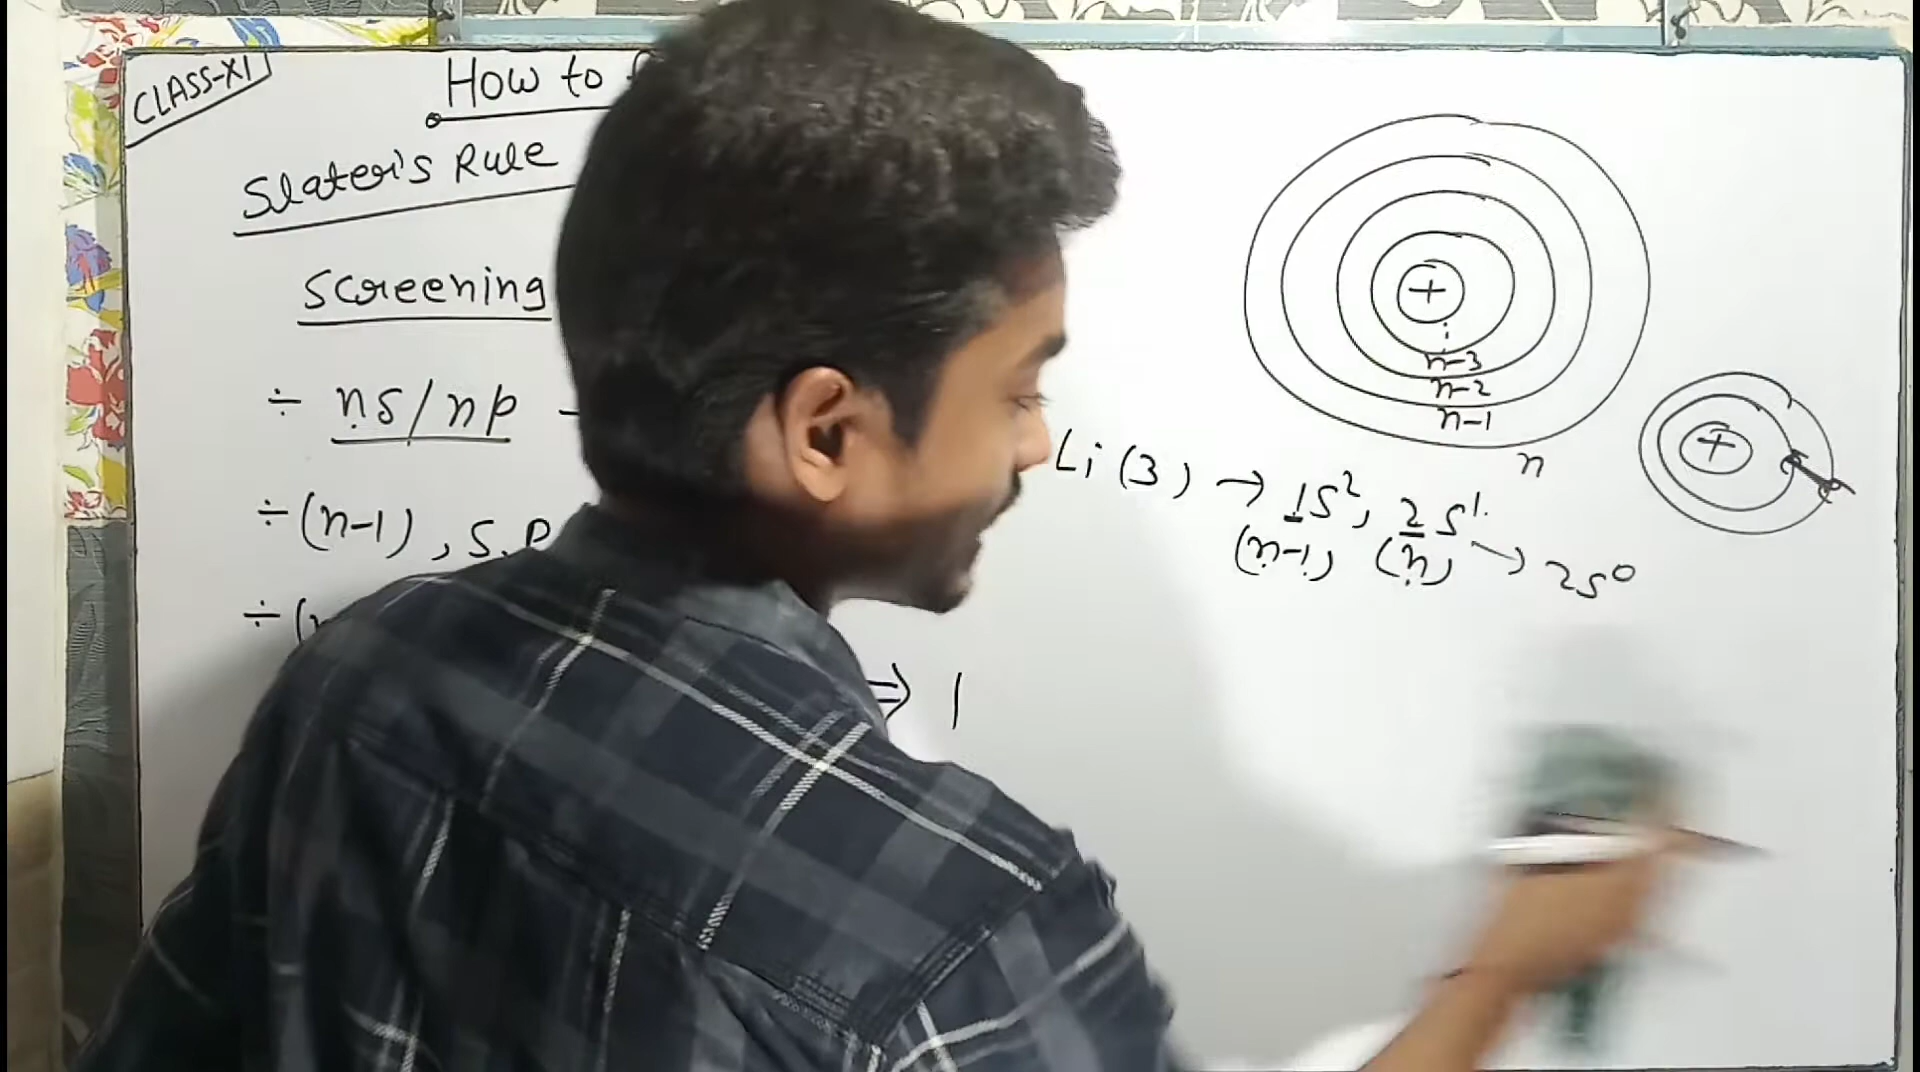 CLASS-XI
How to
Slater's Rule
Screening
÷ ns/np -
÷ (n-1), s.p
÷ (
⇒ 1
+
n-3
n-2
n-1
n
+
Li (3) → 1s², 2s¹.
(n-1) (n) → 2s⁰